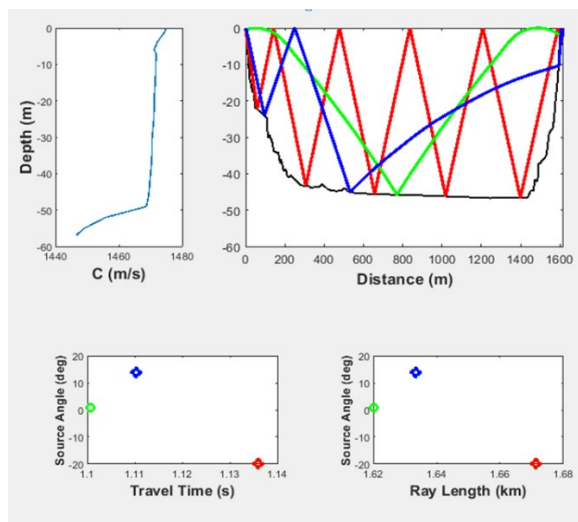 0
-10
-20
-30
-40
-50
-60
Depth (m)
1440 1460 1480
C (m/s)
0
-10
-20
-30
-40
-50
-60
0 200 400 600 800 1000 1200 1400 1600
Distance (m)
20
10
0
-10
-20
Source Angle (deg)
1.1 1.11 1.12 1.13 1.14
Travel Time (s)
20
10
0
-10
-20
Source Angle (deg)
1.62 1.64 1.66 1.68
Ray Length (km)